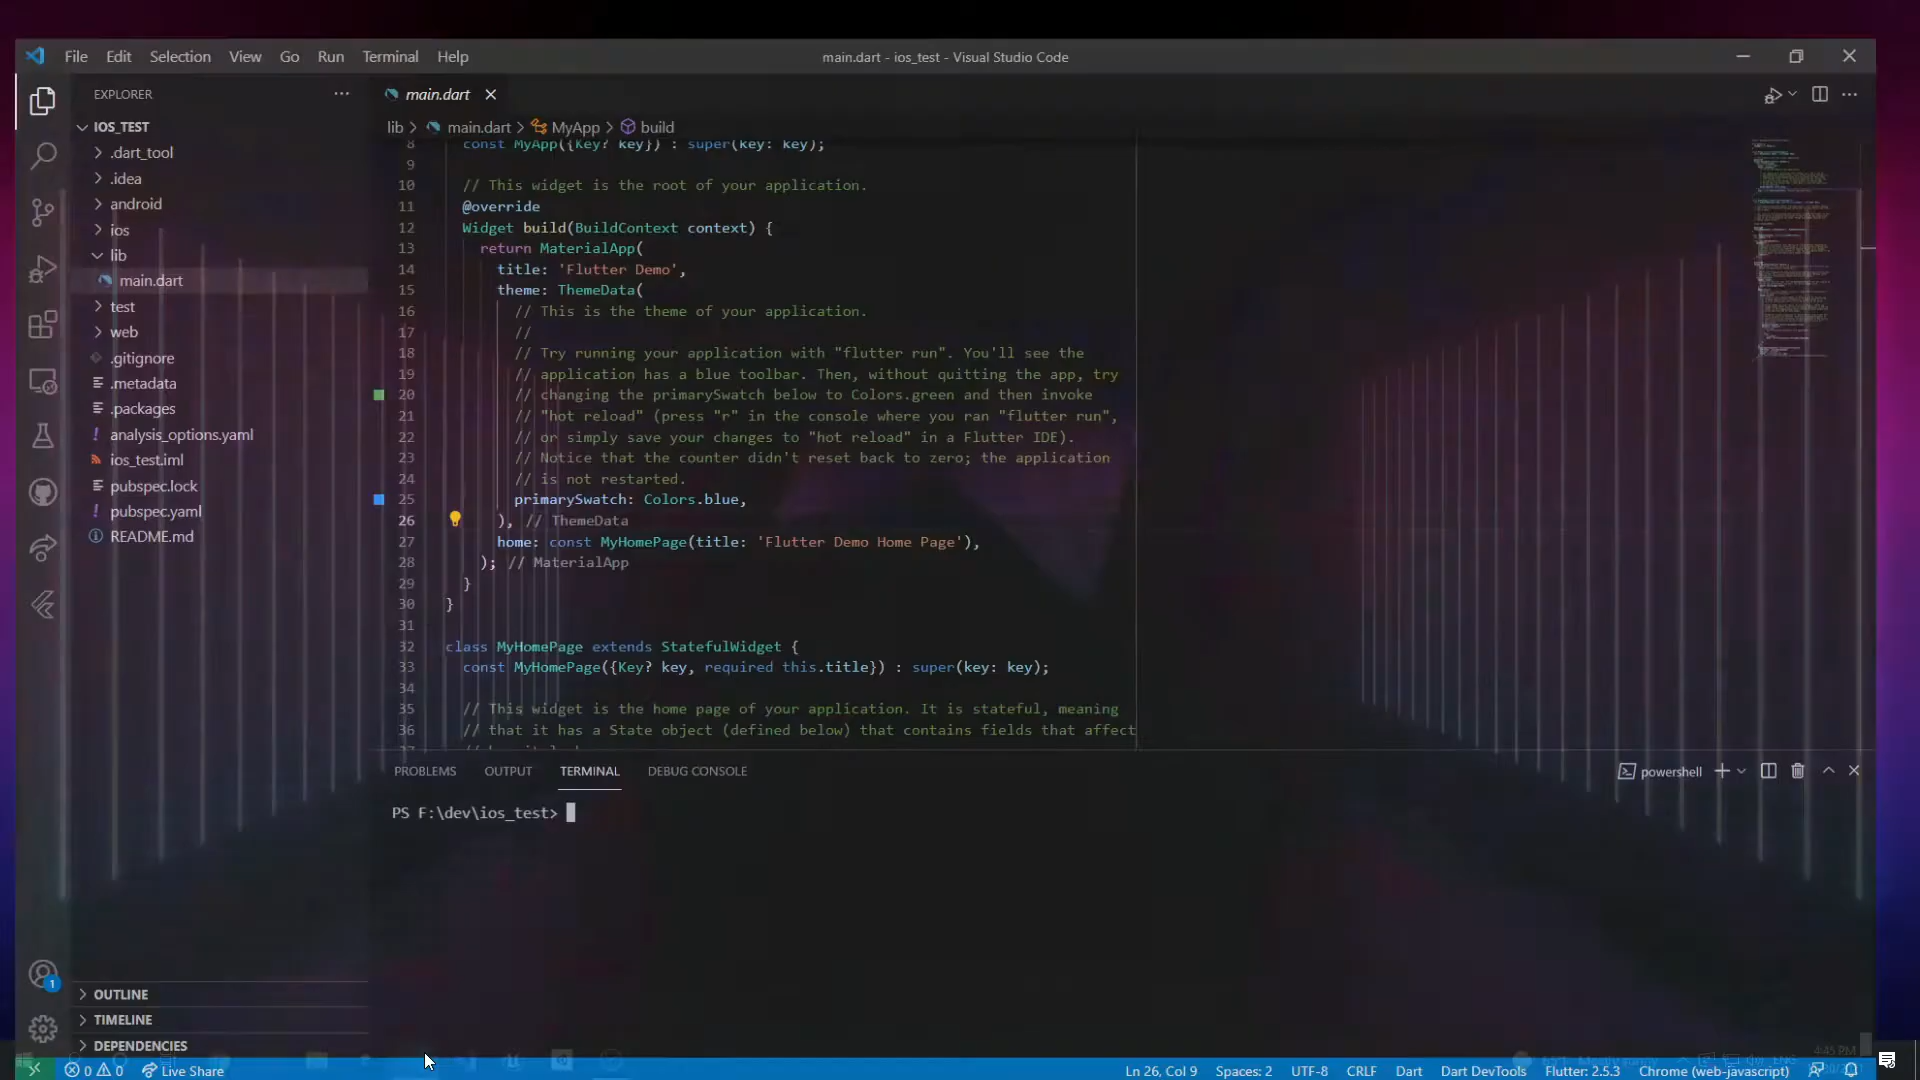 File Edit Selection View Go Run Terminal Help
main.dart - ios_test - Visual Studio Code
EXPLORER
main.dart
IOS_TEST
.dart_tool
.idea
android
ios
lib
main.dart
test
web
.gitignore
.metadata
.packages
analysis_options.yaml
ios_test.iml
pubspec.lock
pubspec.yaml
README.md
OUTLINE
TIMELINE
DEPENDENCIES
lib > main.dart > MyApp > build
8 const MyApp({Key? key}) : super(key: key);
9
10 // This widget is the root of your application.
11 @override
12 Widget build(BuildContext context) {
13 return MaterialApp(
14 title: 'Flutter Demo',
15 theme: ThemeData(
16 // This is the theme of your application.
17 //
18 // Try running your application with "flutter run". You'll see the
19 // application has a blue toolbar. Then, without quitting the app, try
20 // changing the primarySwatch below to Colors.green and then invoke
21 // "hot reload" (press "r" in the console where you ran "flutter run",
22 // or simply save your changes to "hot reload" in a Flutter IDE).
23 // Notice that the counter didn't reset back to zero; the application
24 // is not restarted.
25 primarySwatch: Colors.blue,
26 ), // ThemeData
27 home: const MyHomePage(title: 'Flutter Demo Home Page'),
28 ); // MaterialApp
29 }
30 }
31
32 class MyHomePage extends StatefulWidget {
33 const MyHomePage({Key? key, required this.title}) : super(key: key);
34
35 // This widget is the home page of your application. It is stateful, meaning
36 // that it has a State object (defined below) that contains fields that affect
PROBLEMS OUTPUT TERMINAL DEBUG CONSOLE
powershell
PS F:\dev\ios_test>
1
0 0 Live Share
Ln 26, Col 9 Spaces: 2 UTF-8 CRLF Dart Dart DevTools Flutter: 2.5.3 Chrome (web-javascript)
4:45 PM